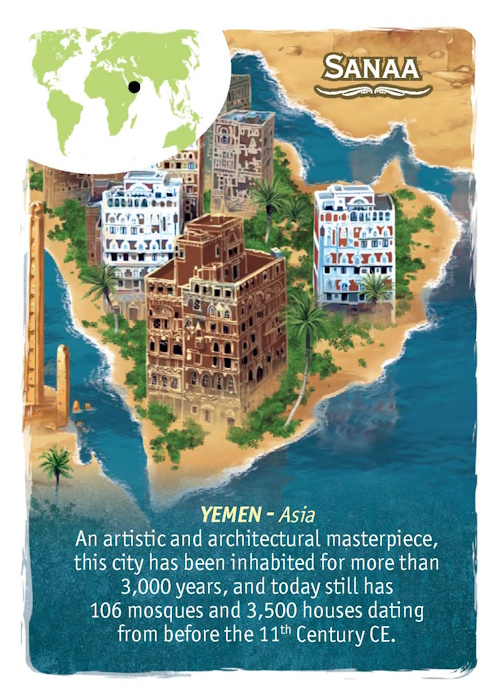 SANAA
YEMEN - Asia
An artistic and architectural masterpiece,
this city has been inhabited for more than
3,000 years, and today still has
106 mosques and 3,500 houses dating
from before the 11th Century CE.